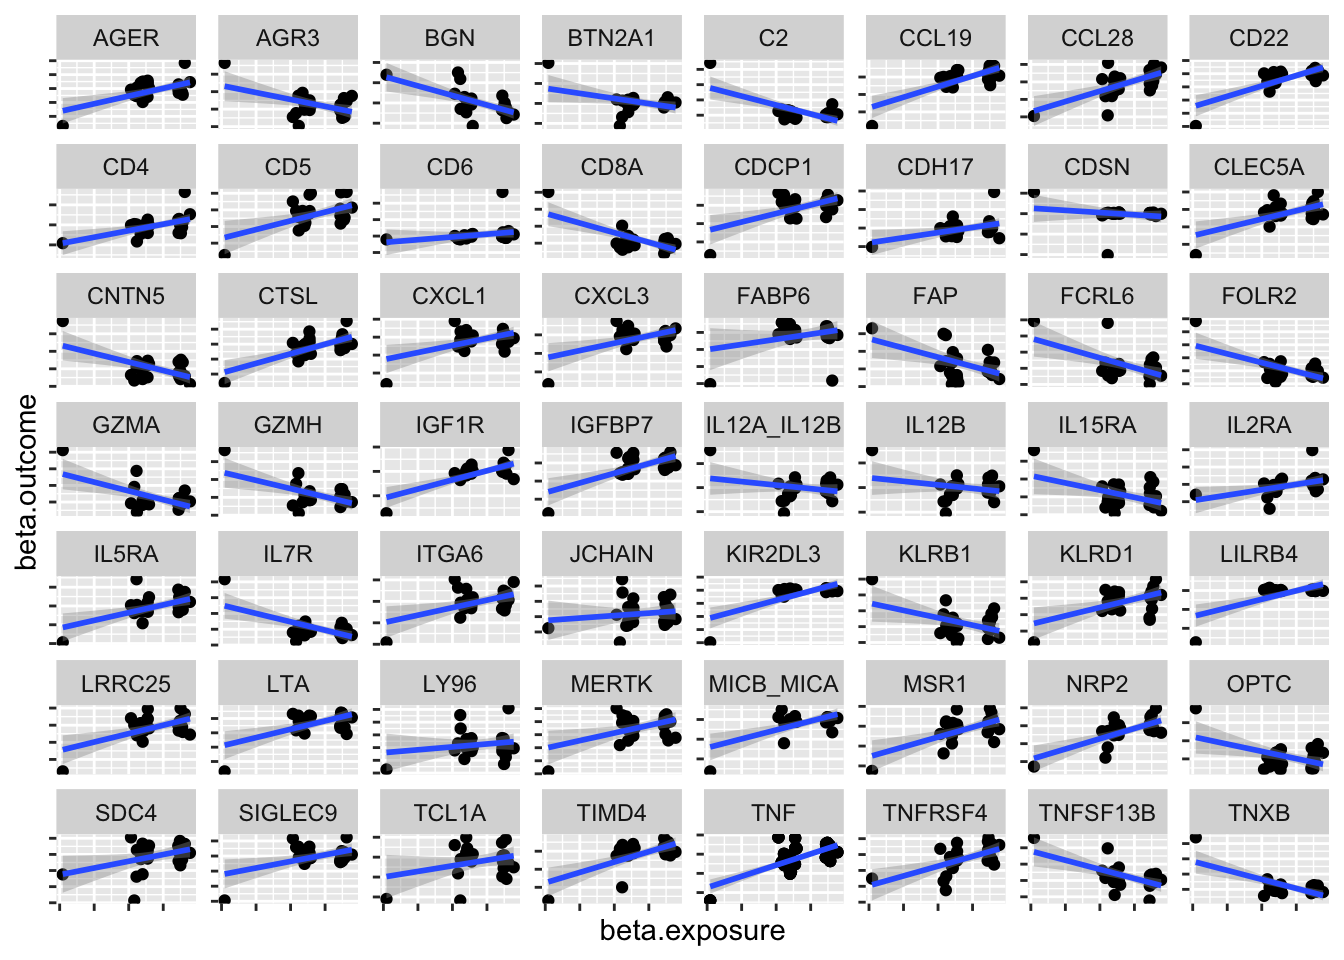 AGER AGR3 BGN BTN2A1 C2 CCL19 CCL28 CD22
CD4 CD5 CD6 CD8A CDCP1 CDH17 CDSN CLEC5A
CNTN5 CTSL CXCL1 CXCL3 FABP6 FAP FCRL6 FOLR2
GZMA GZMH IGF1R IGFBP7 IL12A_IL12B IL12B IL15RA IL2RA
IL5RA IL7R ITGA6 JCHAIN KIR2DL3 KLRB1 KLRD1 LILRB4
LRRC25 LTA LY96 MERTK MICB_MICA MSR1 NRP2 OPTC
SDC4 SIGLEC9 TCL1A TIMD4 TNF TNFRSF4 TNFSF13B TNXB
beta.outcome
beta.exposure